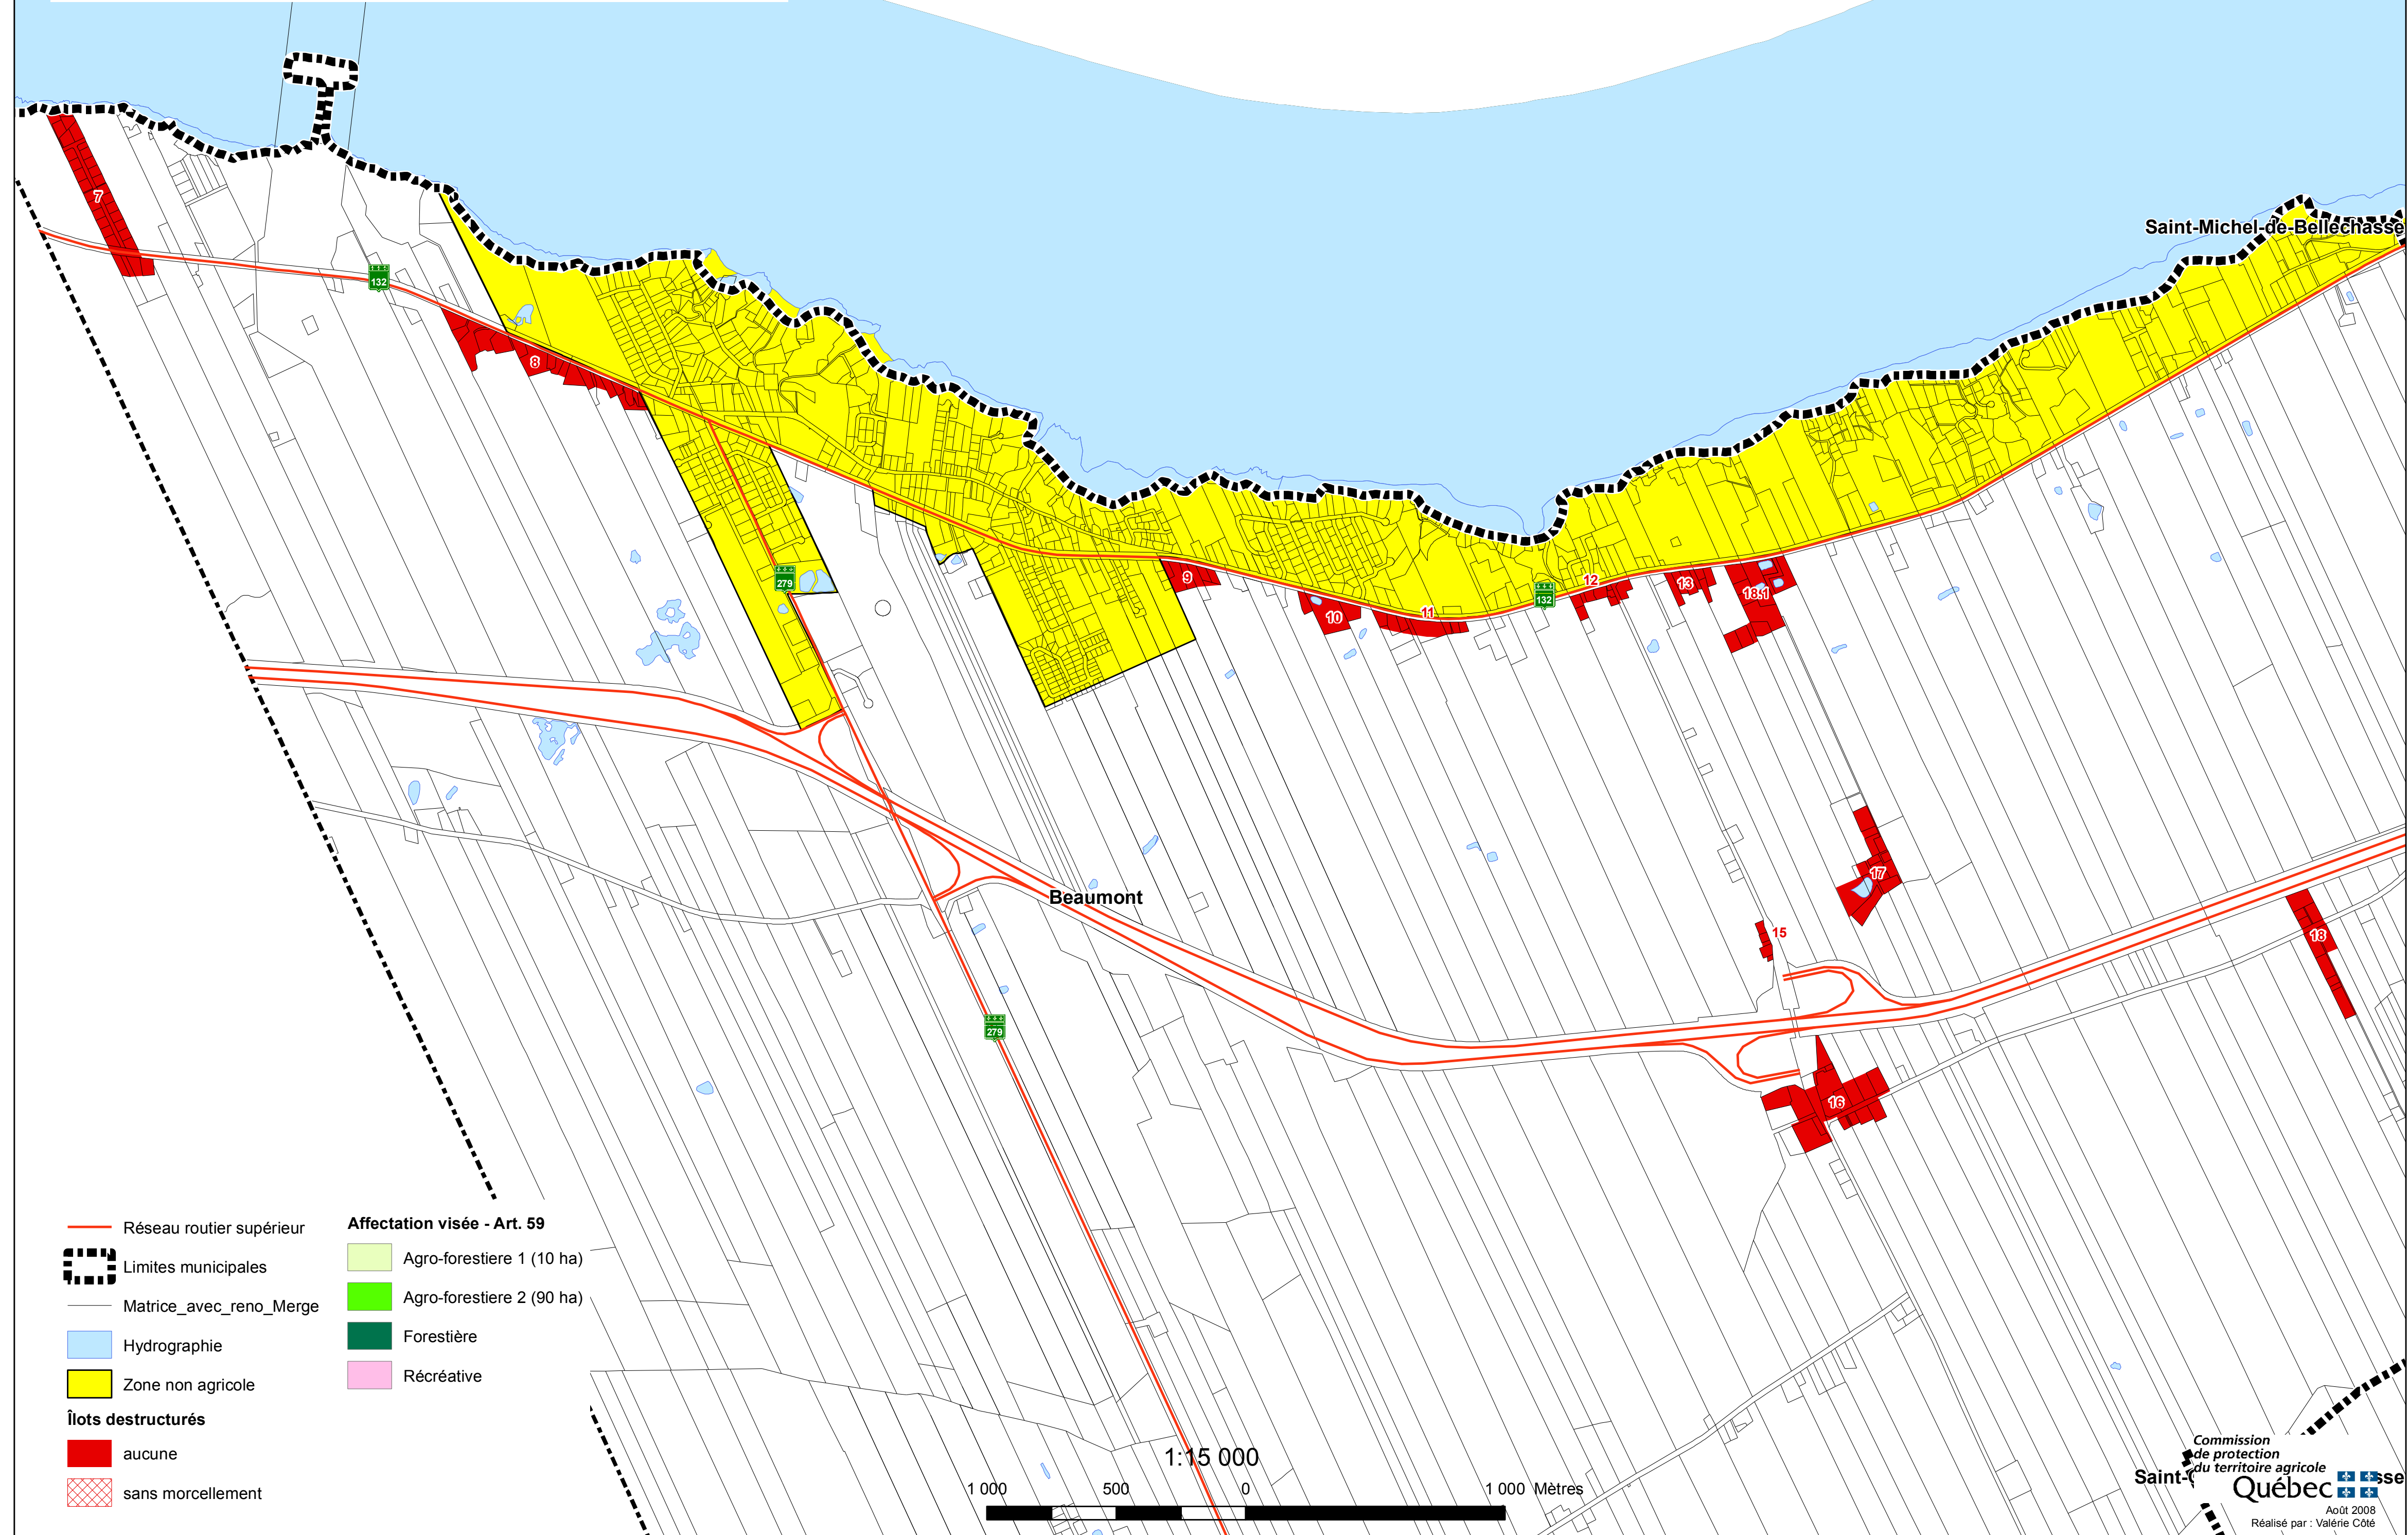 Saint-Michel-de-Bellechasse
7
132
8
279
9
10
11
132
12
13
18.1
17
15
18
Beaumont
279
16
Réseau routier supérieur
Limites municipales
Matrice_avec_reno_Merge
Hydrographie
Zone non agricole
Îlots destructurés
aucune
sans morcellement
Affectation visée - Art. 59
Agro-forestiere 1 (10 ha)
Agro-forestiere 2 (90 ha)
Forestière
Récréative
1:15 000
1 000 500 0 1 000 Mètres
Commission
de protection
du territoire agricole
Québec
Août 2008
Réalisé par : Valérie Côté